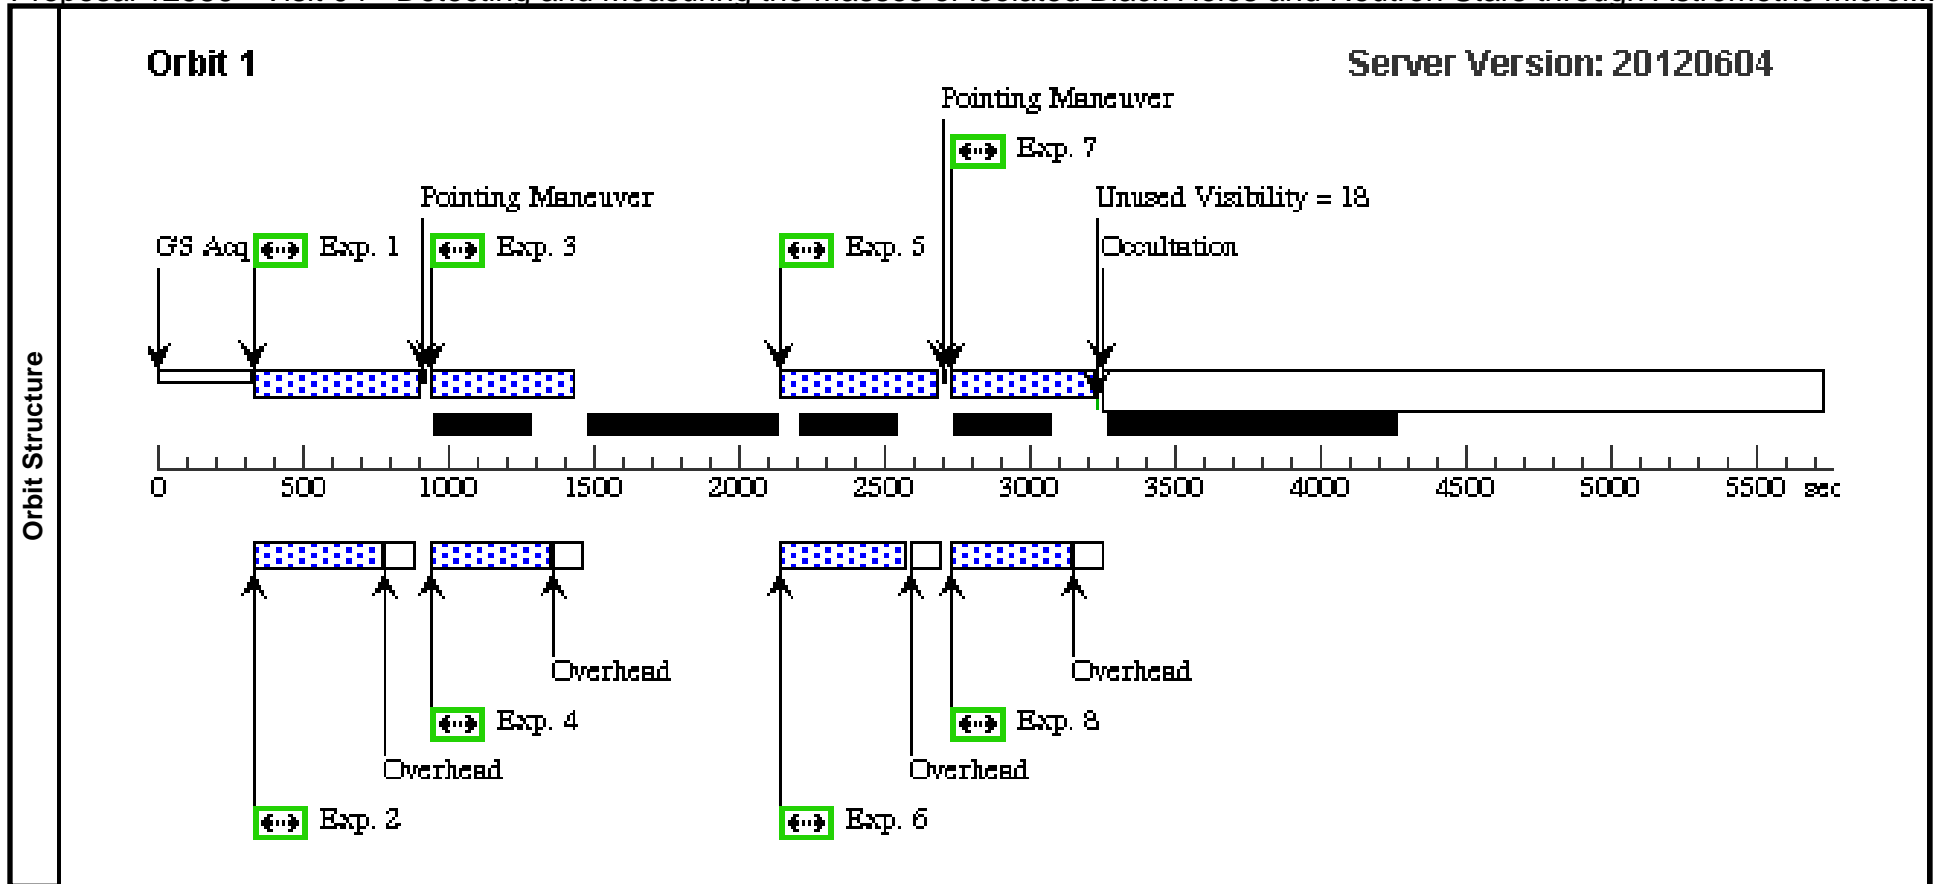 Orbit 1
Server Version: 20120604
Pointing Maneuver
Exp. 7
Pointing Maneuver
Unused Visibility = 18
GS Acq
Exp. 1
Exp. 3
Exp. 5
Occultation
Orbit Structure
0 500 1000 1500 2000 2500 3000 3500 4000 4500 5000 5500 sec
Overhead
Overhead
Exp. 4
Exp. 8
Overhead
Overhead
Exp. 2
Exp. 6